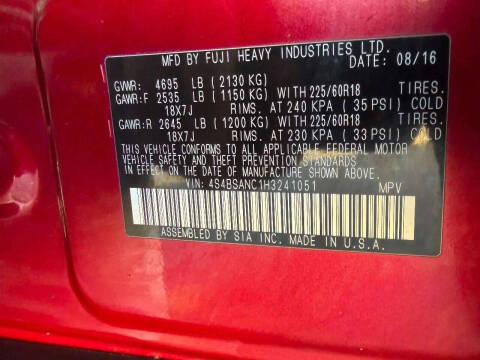 MFD BY FUJI HEAVY INDUSTRIES LTD. DATE: 08/16
GVWR: 4695 LB (2130 KG)
GAWR:F 2535 LB (1150 KG) WITH 225/60R18 TIRES.
18X7J RIMS. AT 240 KPA (35 PSI) COLD
GAWR:R 2645 LB (1200 KG) WITH 225/60R18 TIRES.
18X7J RIMS. AT 230 KPA (33 PSI) COLD
THIS VEHICLE CONFORMS TO ALL APPLICABLE FEDERAL MOTOR
VEHICLE SAFETY AND THEFT PREVENTION STANDARDS
IN EFFECT ON THE DATE OF MANUFACTURE SHOWN ABOVE.
VIN: 4S4BSANC1H3241051 MPV
ASSEMBLED BY SIA INC. MADE IN U.S.A.